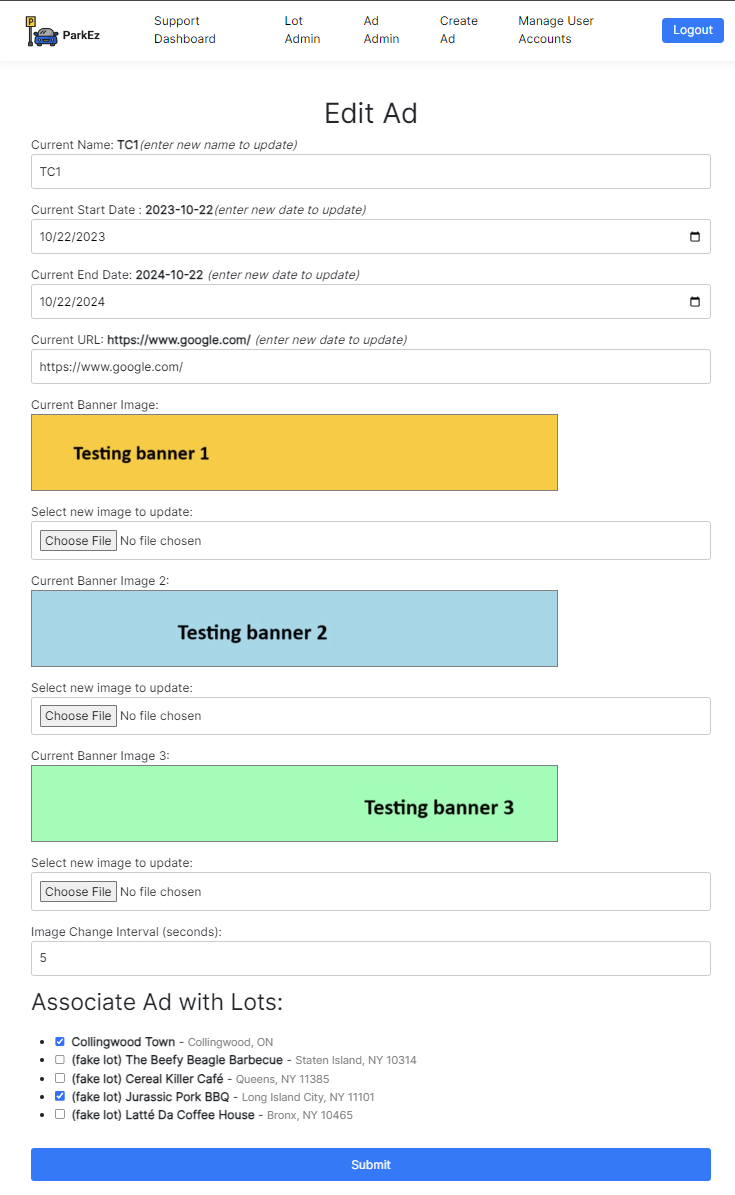 P
ParkEz
Support Dashboard
Lot Admin
Ad Admin
Create Ad
Manage User Accounts
Logout
Edit Ad
Current Name: TC1(enter new name to update)
TC1
Current Start Date : 2023-10-22(enter new date to update)
10/22/2023
Current End Date: 2024-10-22 (enter new date to update)
10/22/2024
Current URL: https://www.google.com/ (enter new date to update)
https://www.google.com/
Current Banner Image:
Testing banner 1
Select new image to update:
Choose File No file chosen
Current Banner Image 2:
Testing banner 2
Select new image to update:
Choose File No file chosen
Current Banner Image 3:
Testing banner 3
Select new image to update:
Choose File No file chosen
Image Change Interval (seconds):
5
Associate Ad with Lots:
Collingwood Town - Collingwood, ON
(fake lot) The Beefy Beagle Barbecue - Staten Island, NY 10314
(fake lot) Cereal Killer Café - Queens, NY 11385
(fake lot) Jurassic Pork BBQ - Long Island City, NY 11101
(fake lot) Latté Da Coffee House - Bronx, NY 10465
Submit